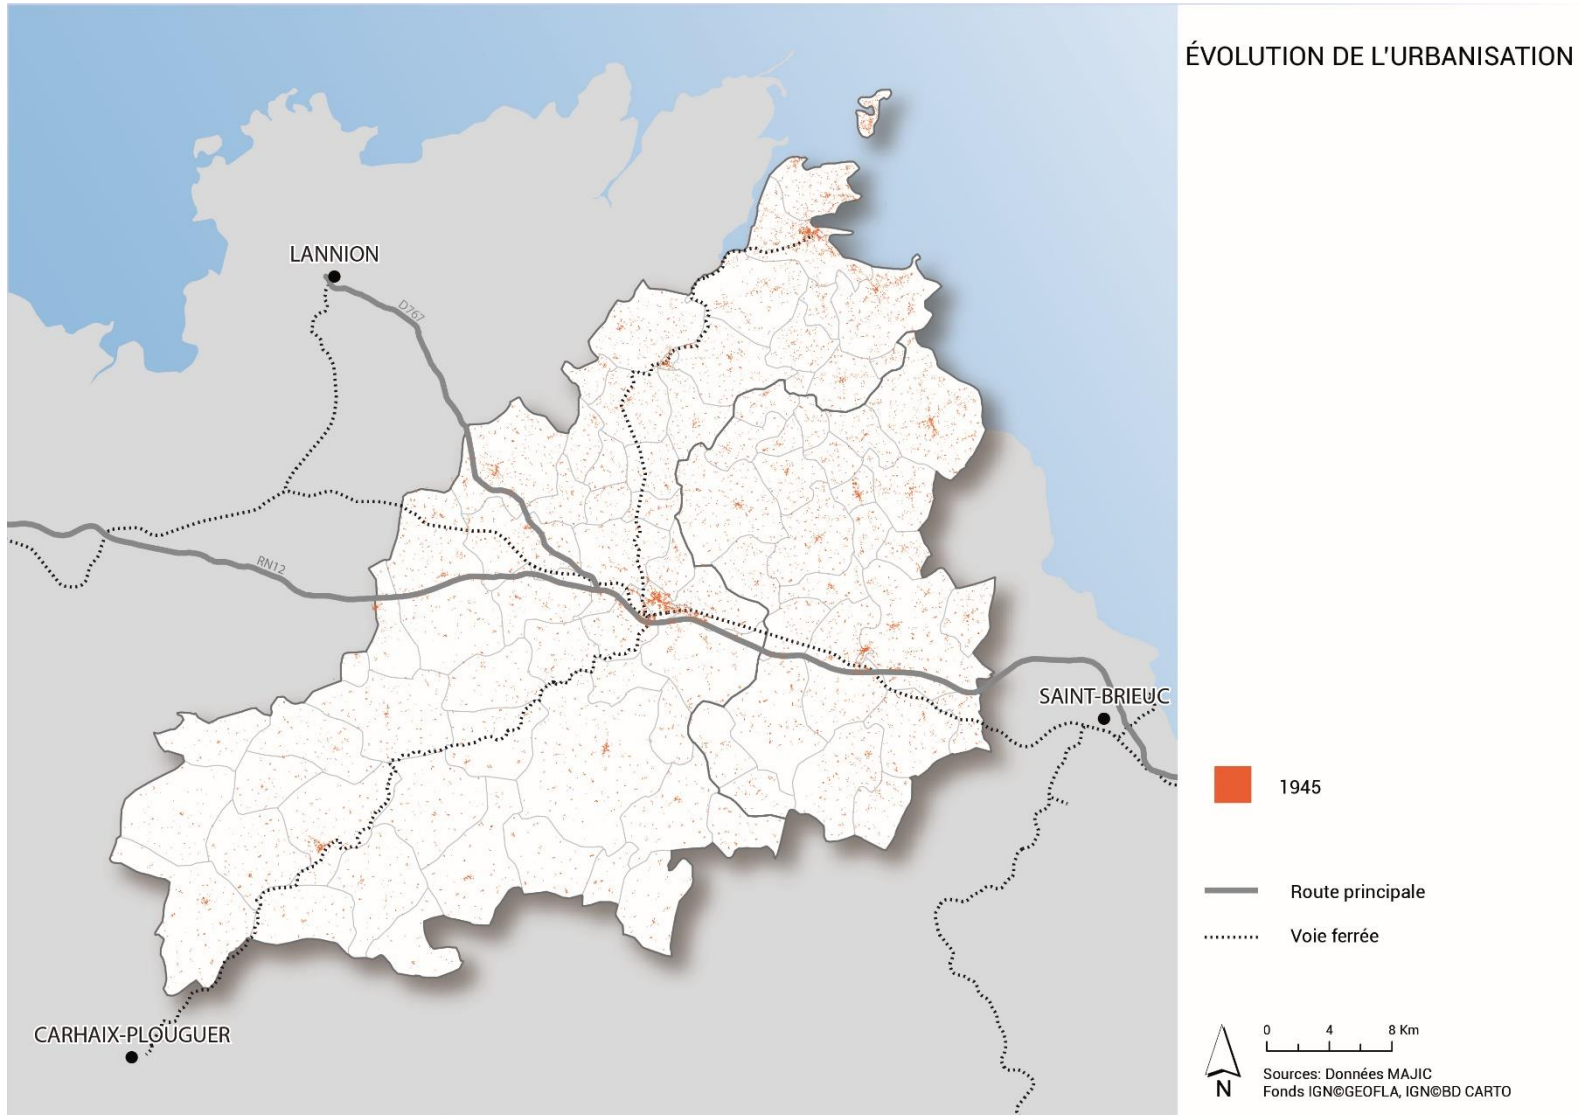 ÉVOLUTION DE L'URBANISATION
LANNION
D767
RN12
SAINT-BRIEUC
CARHAIX-PLOUGUER
1945
Route principale
Voie ferrée
0 4 8 Km
N
Sources: Données MAJIC
Fonds IGN©GEOFLA, IGN©BD CARTO